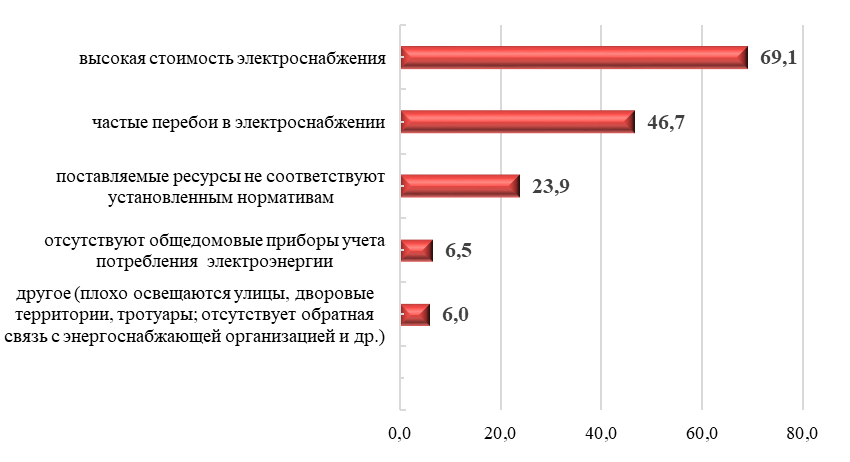 высокая стоимость электроснабжения
69,1
частые перебои в электроснабжении
46,7
поставляемые ресурсы не соответствуют
установленным нормативам
23,9
отсутствуют общедомовые приборы учета
потребления электроэнергии
6,5
другое (плохо освещаются улицы, дворовые
территории, тротуары; отсутствует обратная
связь с энергоснабжающей организацией и др.)
6,0
0,0 20,0 40,0 60,0 80,0